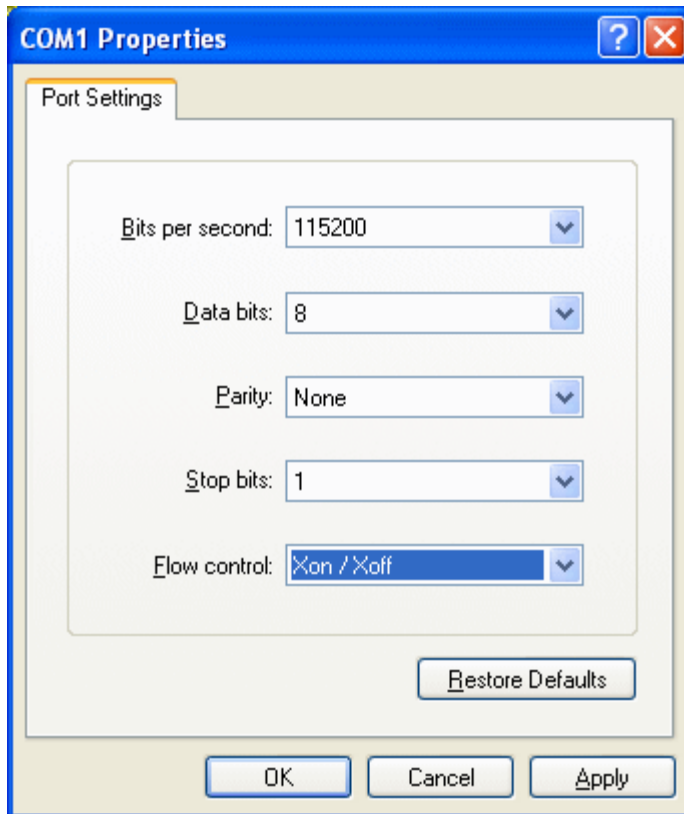 COM1 Properties
Port Settings
Bits per second: 115200
Data bits: 8
Parity: None
Stop bits: 1
Flow control: Xon / Xoff
Restore Defaults
OK Cancel Apply